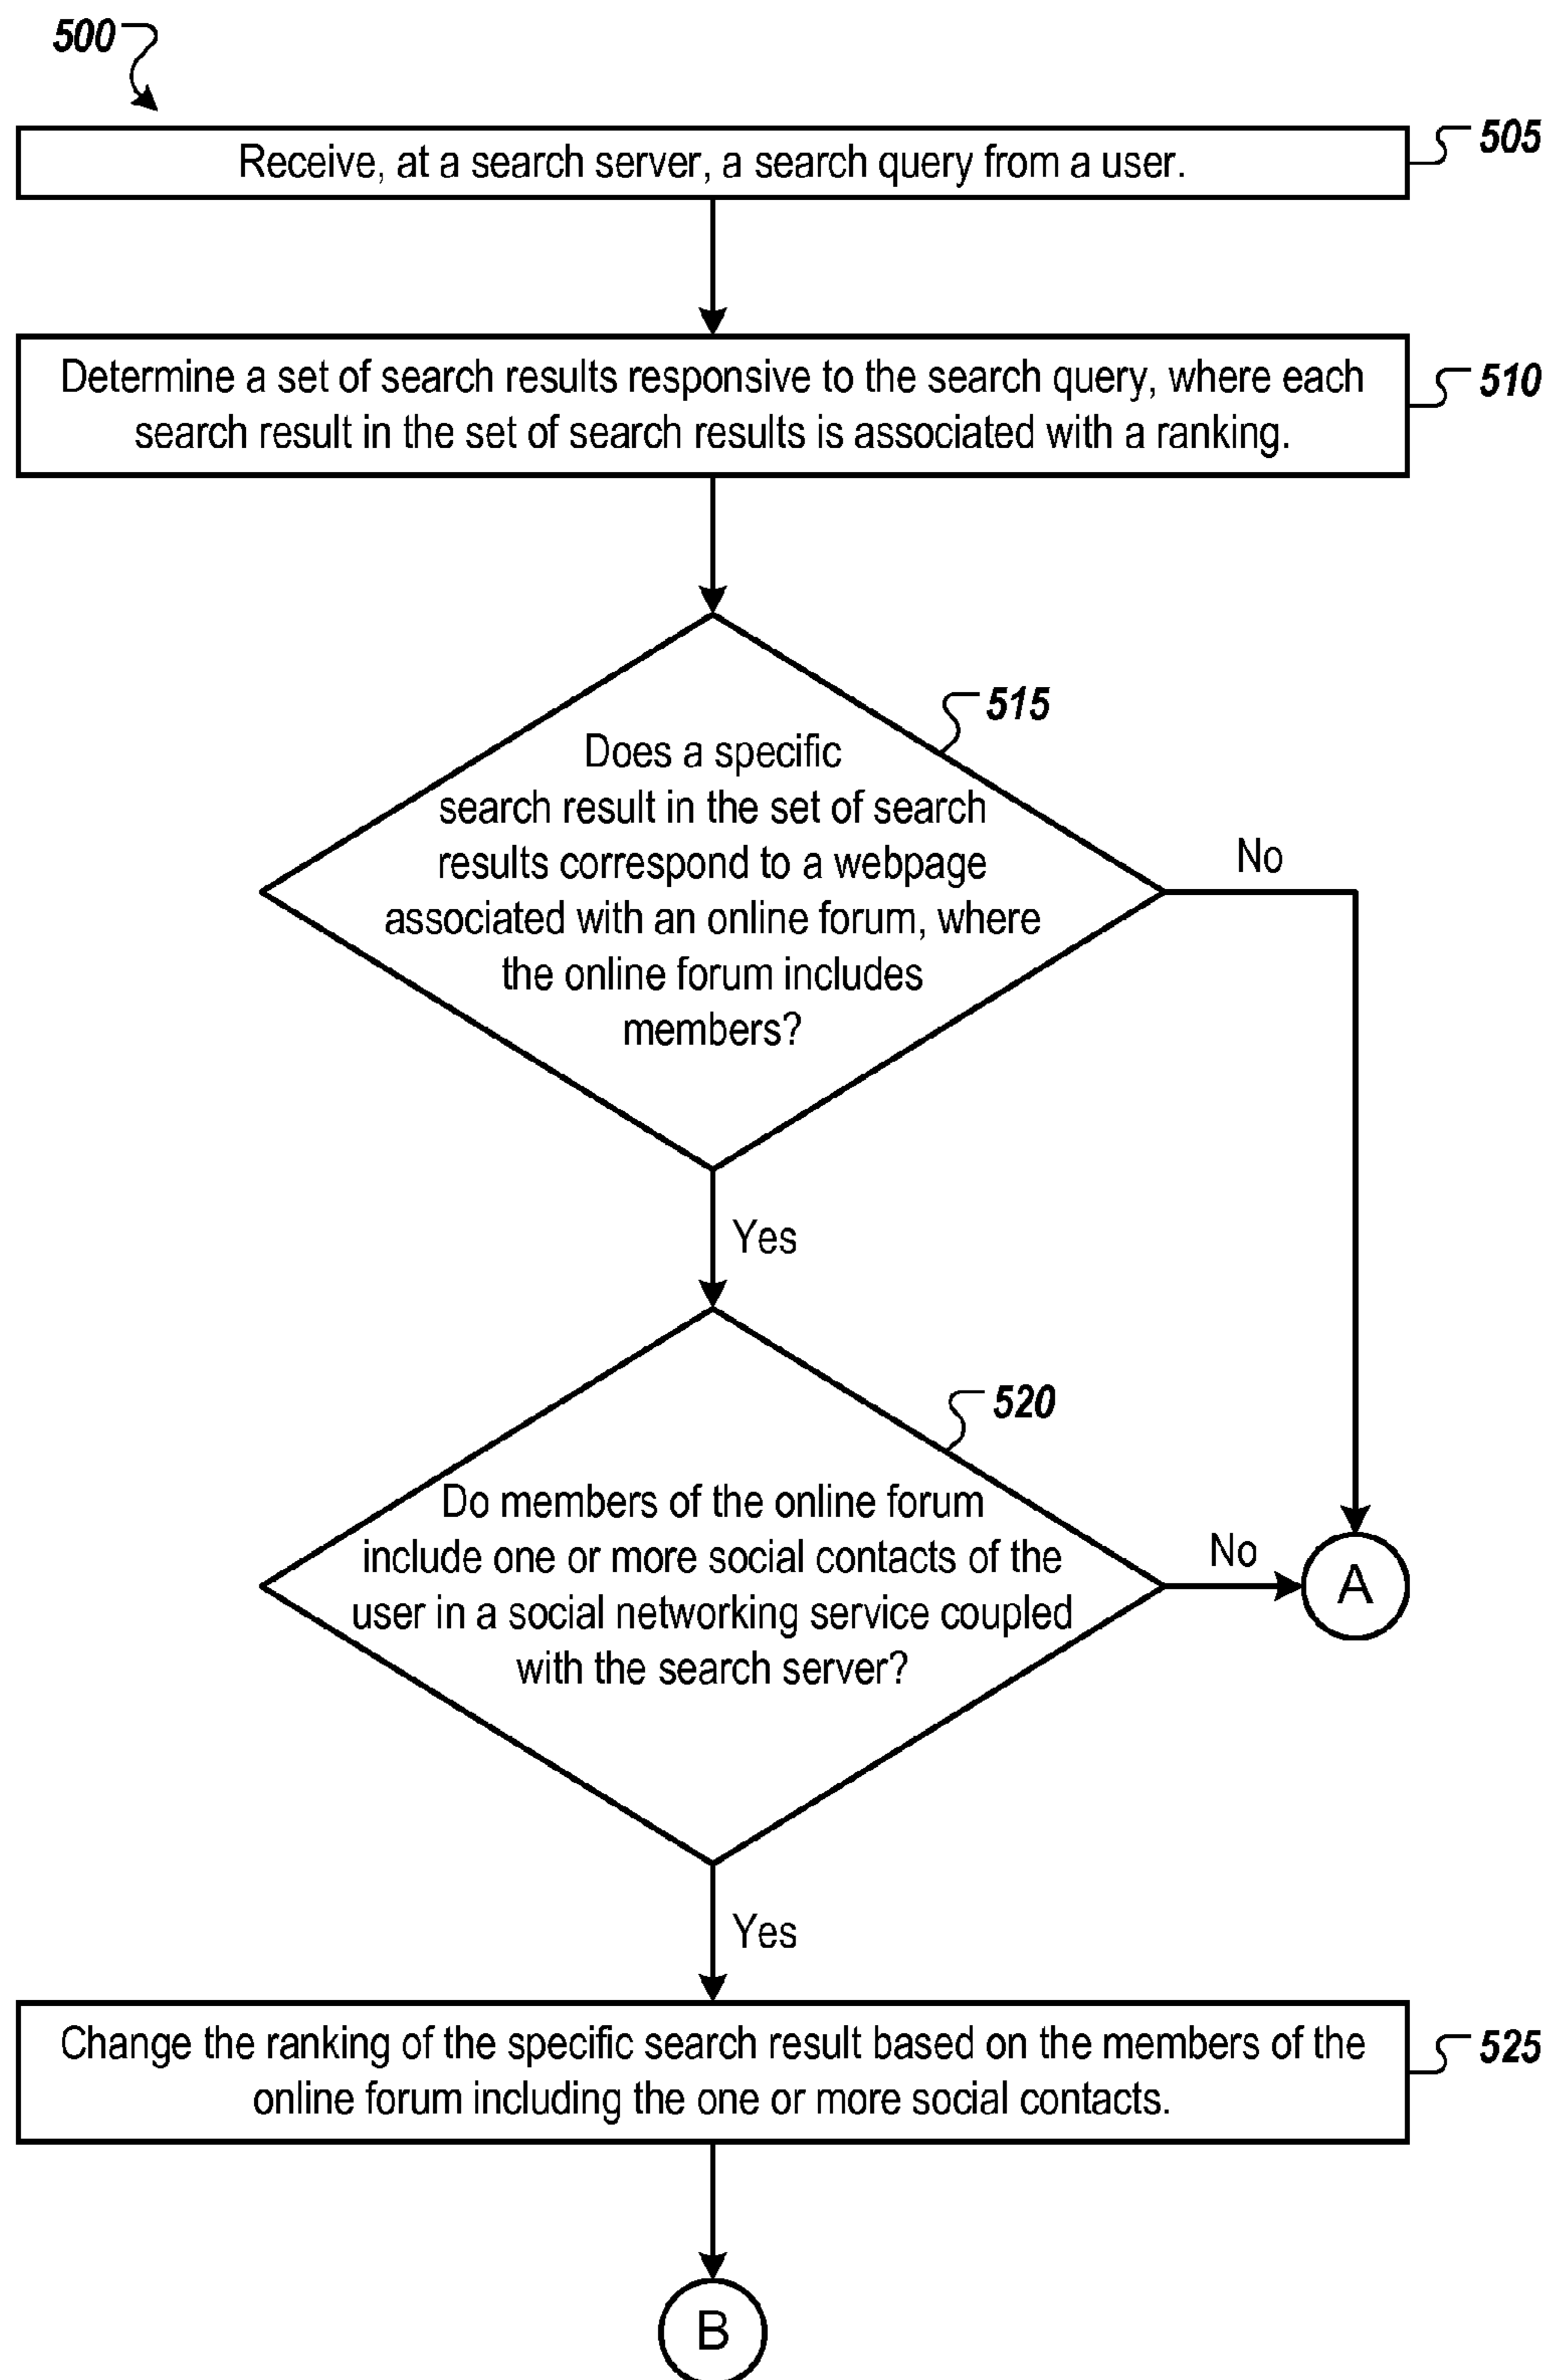 500
Receive, at a search server, a search query from a user.
505
Determine a set of search results responsive to the search query, where each
search result in the set of search results is associated with a ranking.
510
515
Does a specific
search result in the set of search
results correspond to a webpage
associated with an online forum, where
the online forum includes
members?
No
Yes
520
Do members of the online forum
include one or more social contacts of the
user in a social networking service coupled
with the search server?
No
A
Yes
Change the ranking of the specific search result based on the members of the
online forum including the one or more social contacts.
525
B